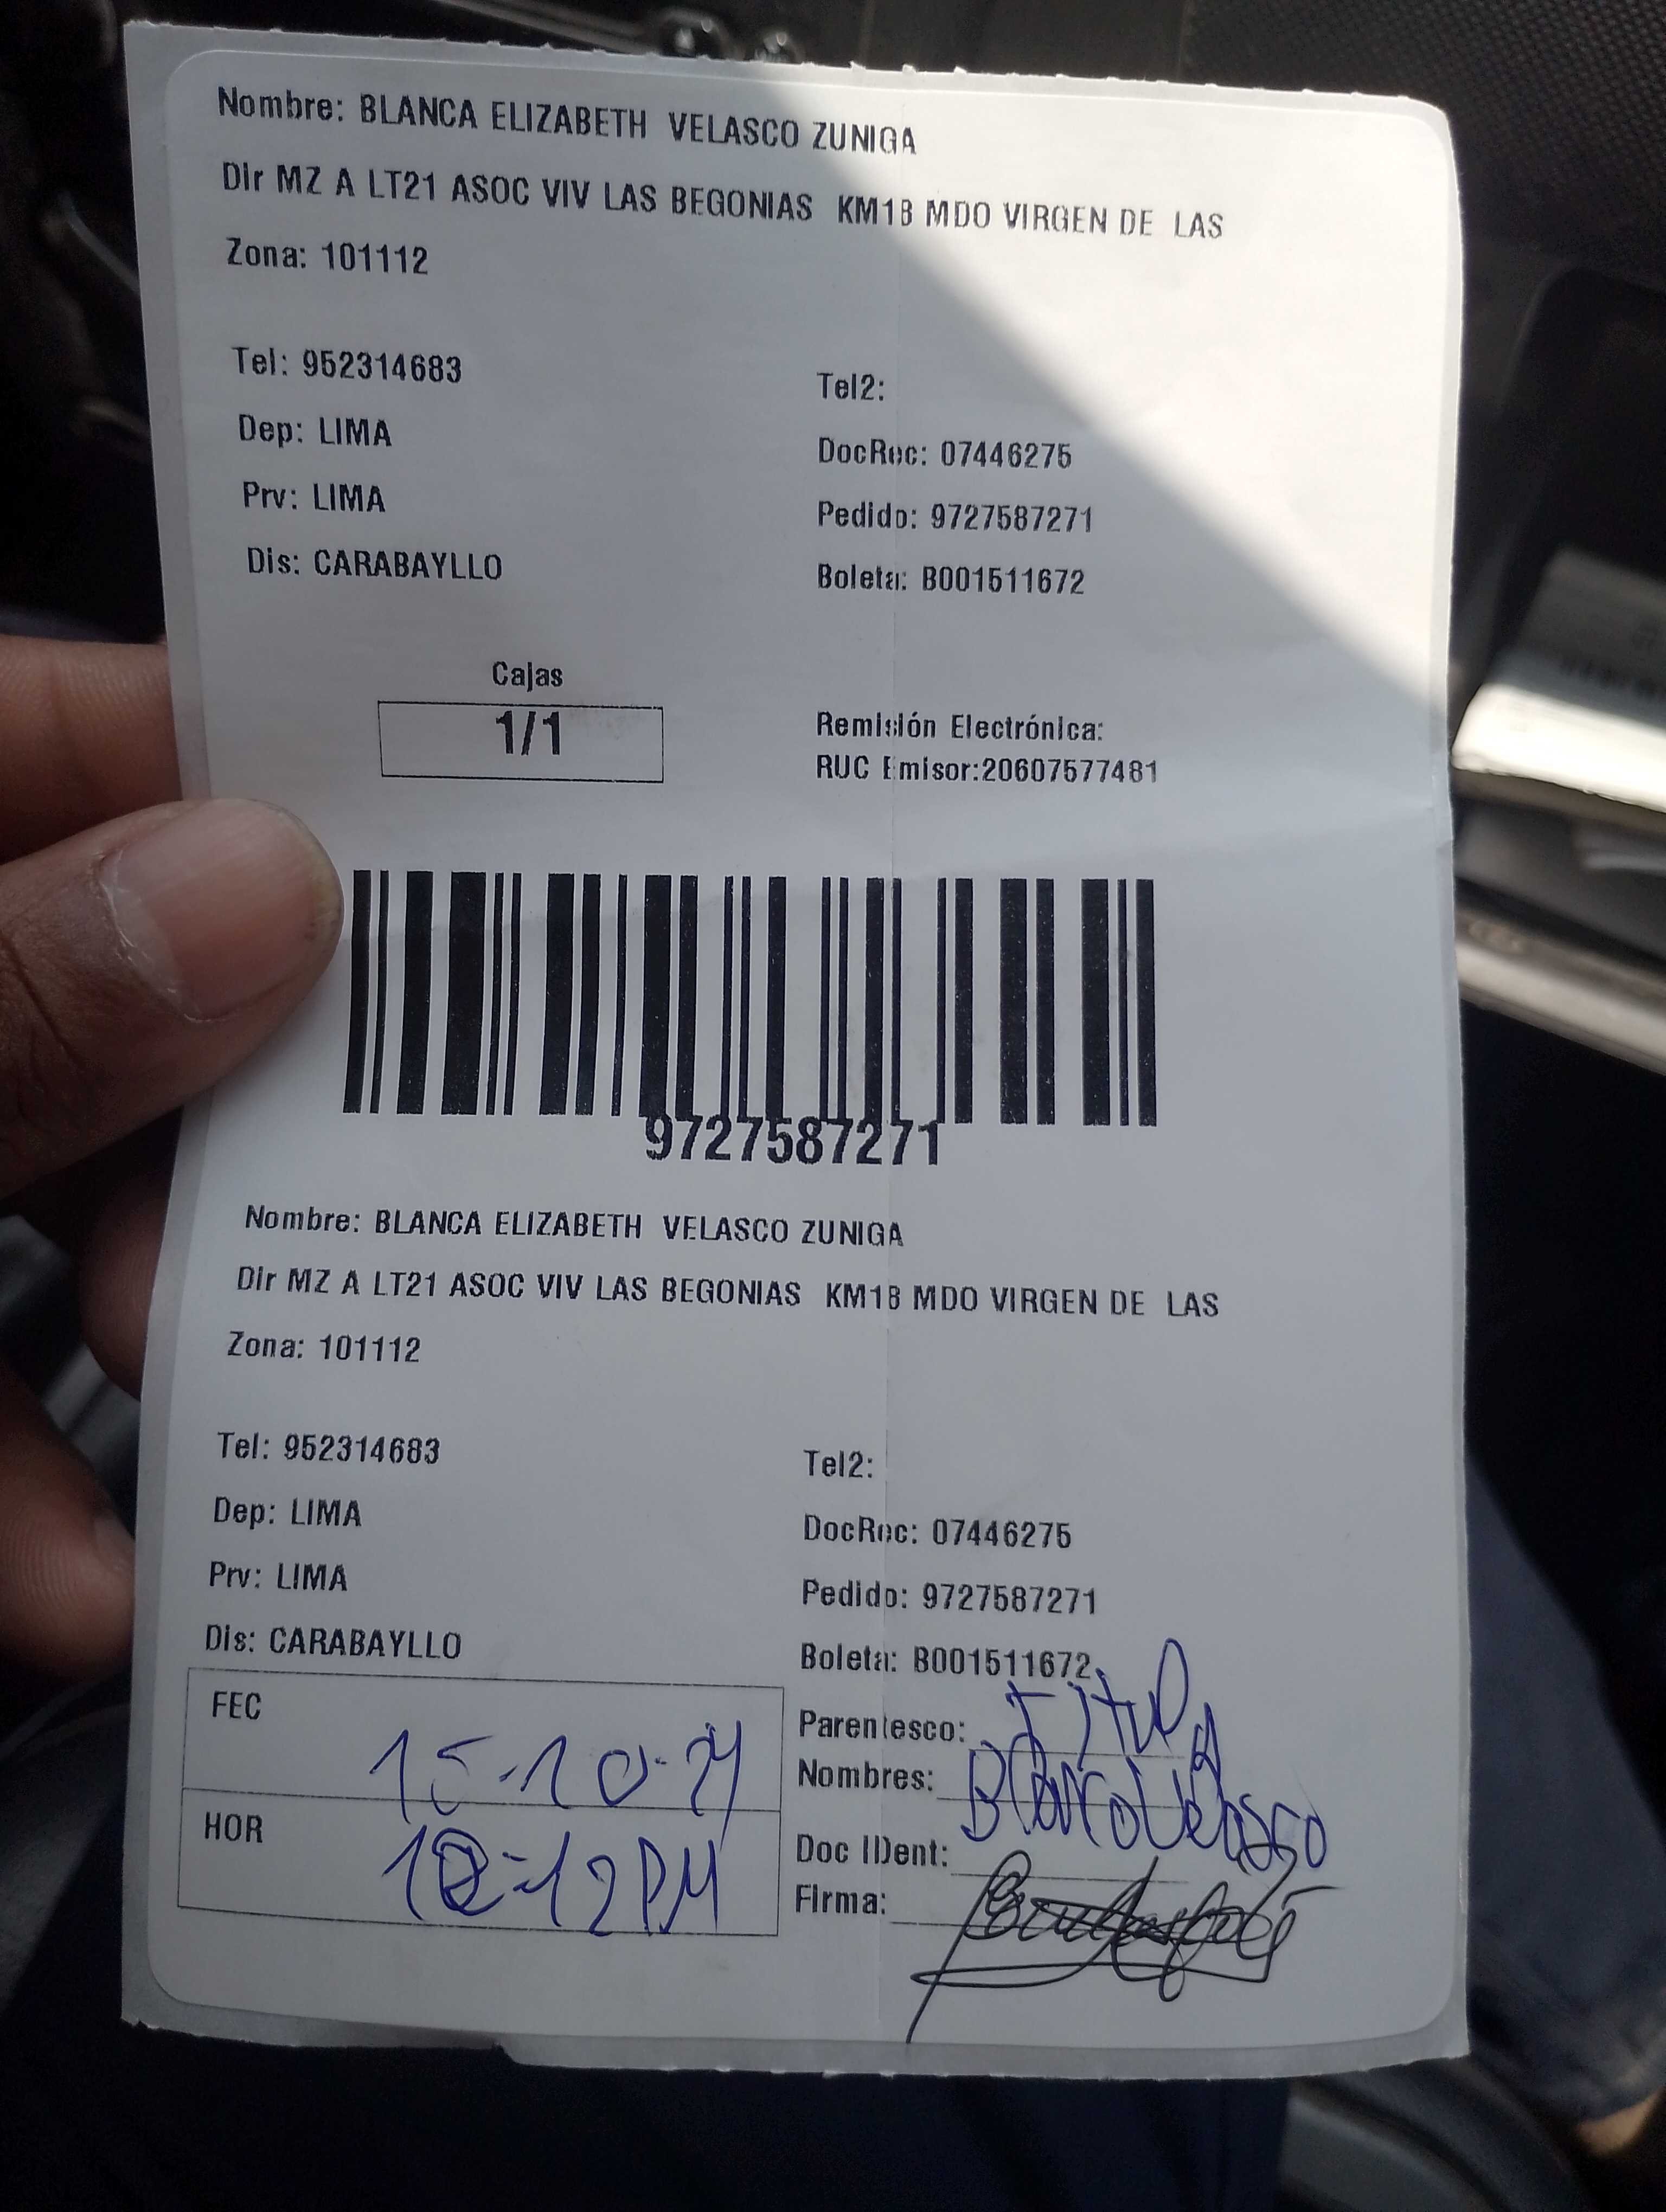 Nombre: BLANCA ELIZABETH VELASCO ZUNIGA
Dir MZ A LT21 ASOC VIV LAS BEGONIAS KM18 MDO VIRGEN DE LAS
Zona: 101112
Tel: 952314683
Tel2:
Dep: LIMA
DocRec: 07446275
Prv: LIMA
Pedido: 9727587271
Dis: CARABAYLLO
Boleta: B001511672
Cajas
1/1
Remisión Electrónica:
RUC Emisor:20607577481
9727587271
Nombre: BLANCA ELIZABETH VELASCO ZUNIGA
Dir MZ A LT21 ASOC VIV LAS BEGONIAS KM18 MDO VIRGEN DE LAS
Zona: 101112
Tel: 952314683
Tel2:
Dep: LIMA
DocRec: 07446275
Prv: LIMA
Pedido: 9727587271
Dis: CARABAYLLO
Boleta: B001511672
FEC
Parentesco:
Nombres: Blanca Velasco
HOR 12=12 PM
Doc IDent:
Firma: